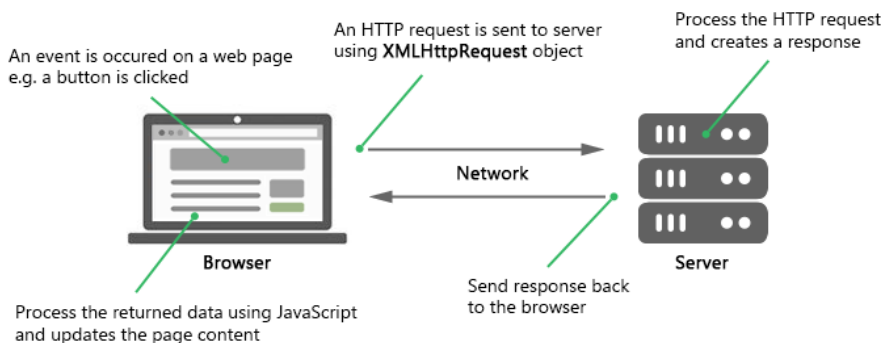 An event is occured on a web page
e.g. a button is clicked
An HTTP request is sent to server
using XMLHttpRequest object
Process the HTTP request
and creates a response
Network
Browser
Server
Send response back
to the browser
Process the returned data using JavaScript
and updates the page content